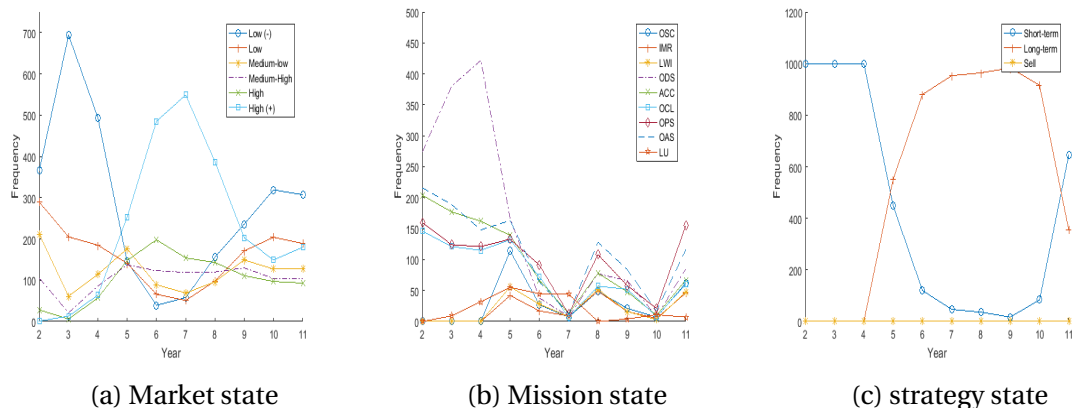 700
600
500
400
300
200
100
0
Frequency
2 3 4 5 6 7 8 9 10 11
Year
Low (-)
Low
Medium-low
Medium-High
High
High (+)
(a) Market state
500
450
400
350
300
250
200
150
100
50
0
Frequency
2 3 4 5 6 7 8 9 10 11
Year
OSC
IMR
LWI
ODS
ACC
OCL
OPS
OAS
LU
(b) Mission state
1200
1000
800
600
400
200
0
Frequency
2 3 4 5 6 7 8 9 10 11
Year
Short-term
Long-term
Sell
(c) strategy state